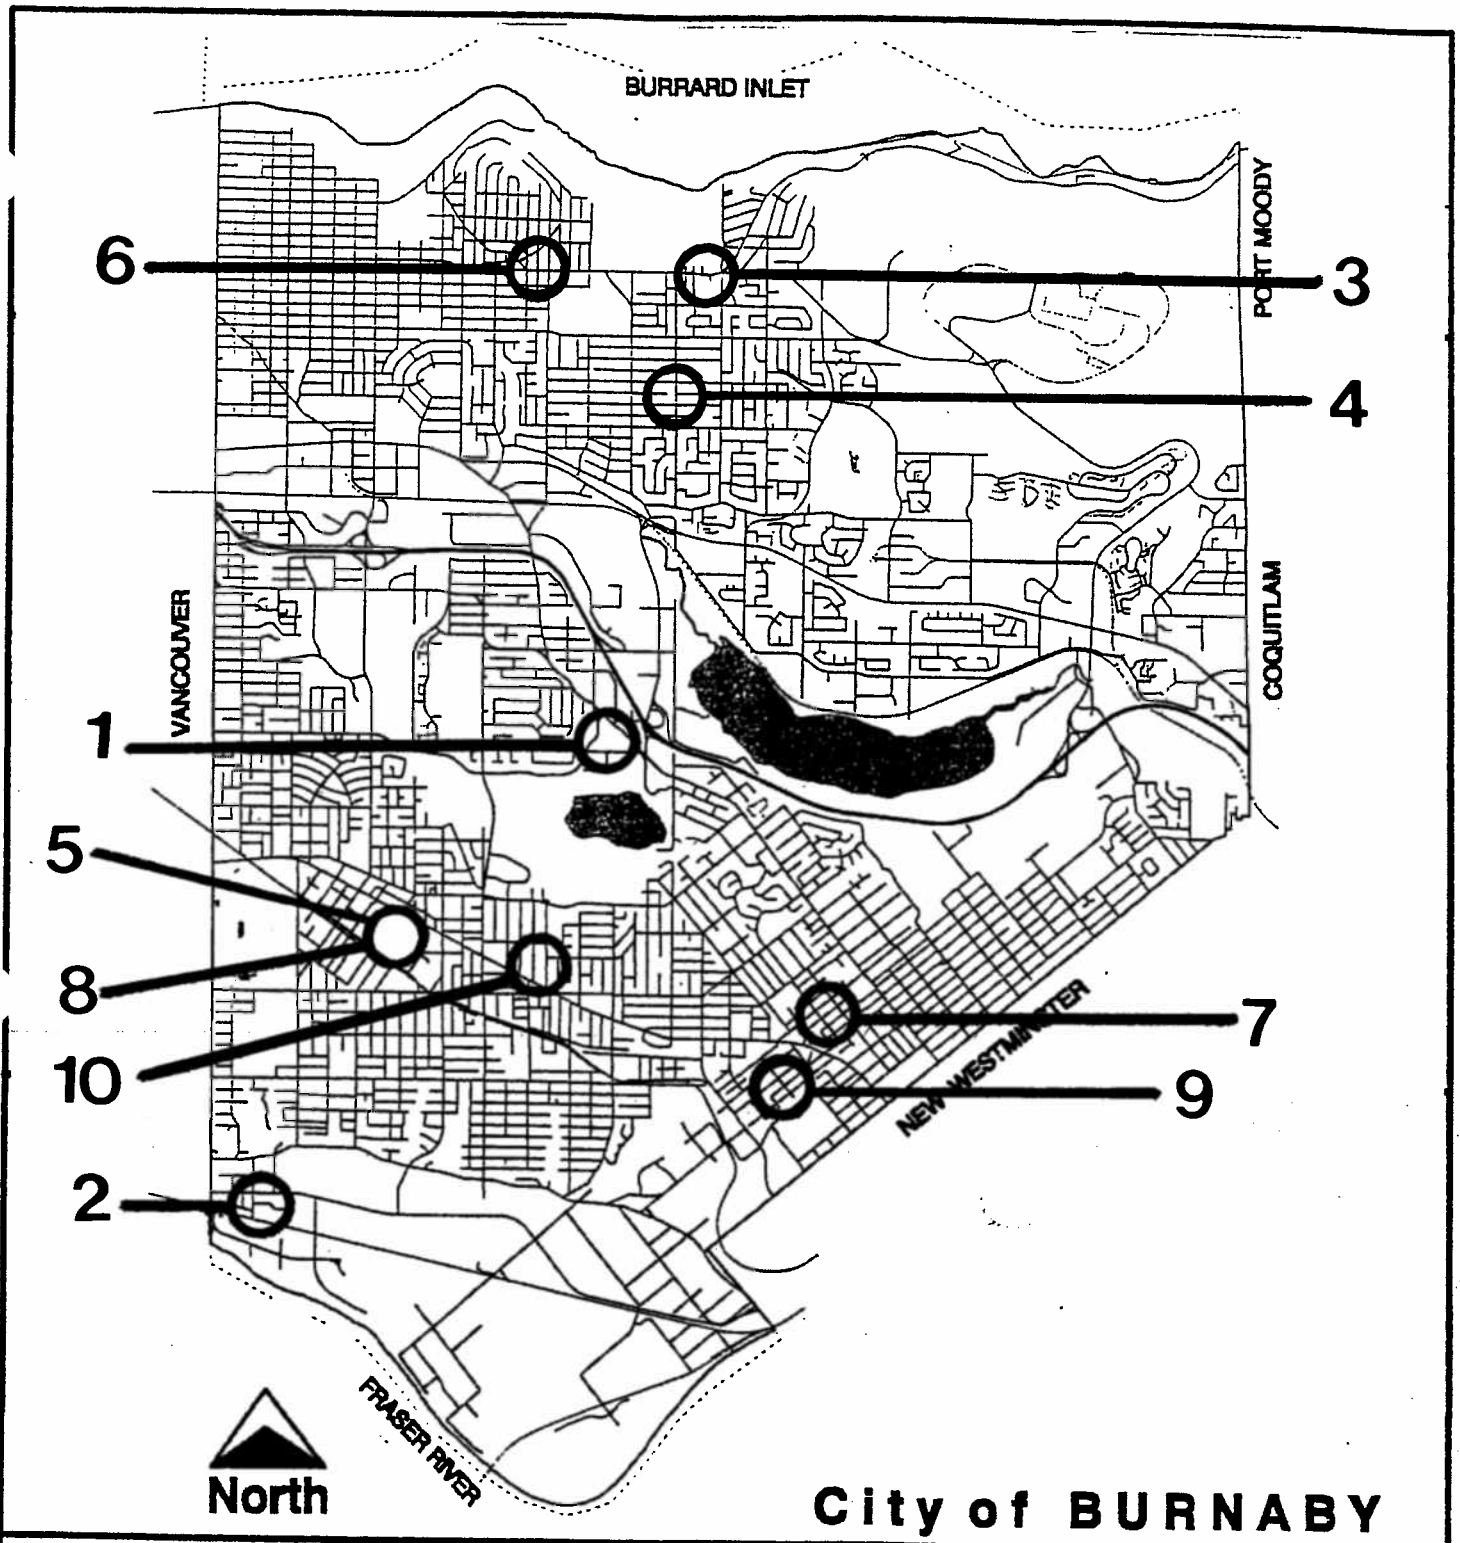 BURRARD INLET
PORT MOODY
6
3
4
VANCOUVER
COQUITLAM
1
5
8
10
7
NEW WESTMINSTER
9
2
FRASER RIVER
North
City of BURNABY